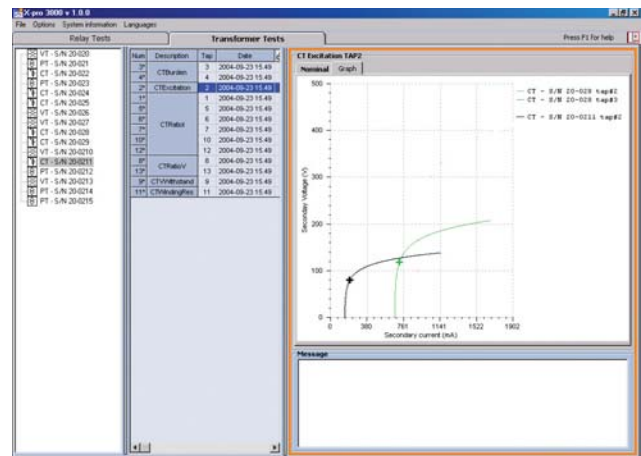 X-pro 3000 v 1.0.0
File Options System information Languages
Relay Tests
Transformer Tests
Press F1 for help
VT - S/N 20-020
PT - S/N 20-021
CT - S/N 20-022
PT - S/N 20-023
CT - S/N 20-024
CT - S/N 20-025
VT - S/N 20-026
VT - S/N 20-027
CT - S/N 20-028
CT - S/N 20-029
VT - S/N 20-0210
CT - S/N 20-0211
PT - S/N 20-0212
VT - S/N 20-0213
PT - S/N 20-0214
PT - S/N 20-0215
Num Description Tap Date
3° CTBurden 3 2004-09-23 15.49
4° 4 2004-09-23 15.49
2° CTExcitation 2 2004-09-23 15.49
1° 1 2004-09-23 15.49
5° 5 2004-09-23 15.49
6° CTRatioI 6 2004-09-23 15.49
7° 7 2004-09-23 15.49
10° 10 2004-09-23 15.49
12° 12 2004-09-23 15.49
8° CTRatioV 8 2004-09-23 15.49
13° 13 2004-09-23 15.49
9° CTVWithstand 9 2004-09-23 15.49
11° CTWindingRes 11 2004-09-23 15.49
CT Excitation TAP2
Nominal Graph
CT - S/N 20-029 tap#2
CT - S/N 20-029 tap#3
CT - S/N 20-0211 tap#2
500
400
300
200
100
0
Seconday Voltage (V)
0 380 761 1141 1522 1902
Secondary current (mA)
Message